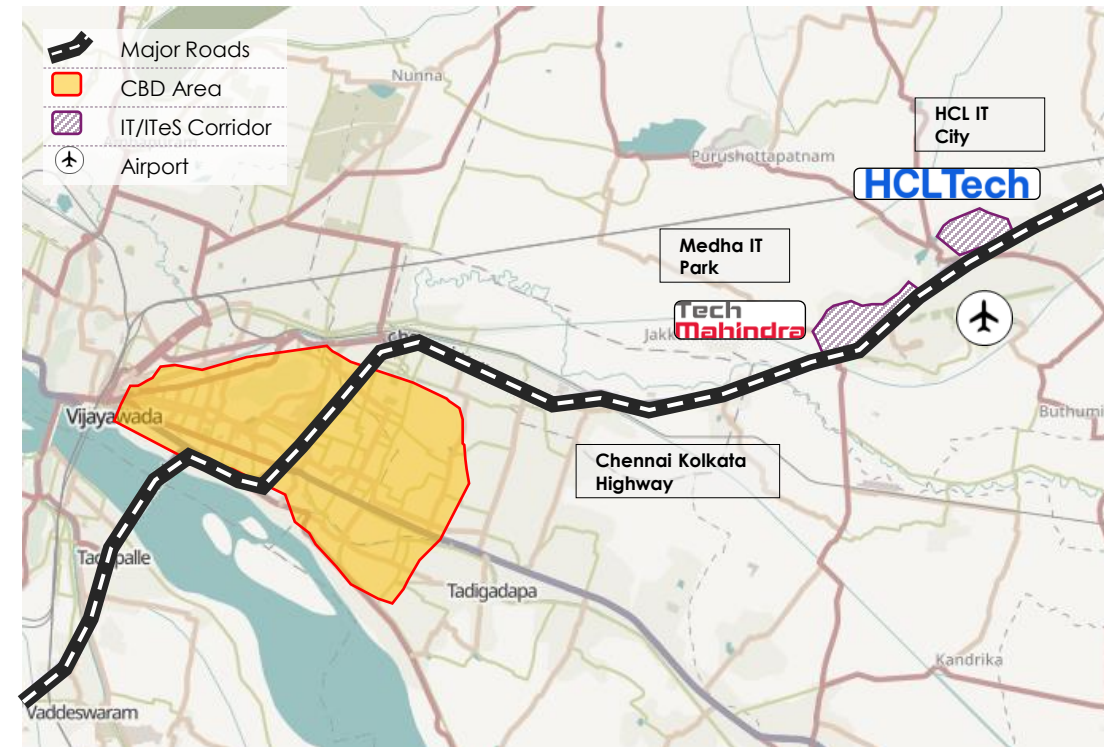 Major Roads
CBD Area
IT/ITeS Corridor
Airport
Nunna
HCL IT
City
Purushottapatnam
HCLTech
Medha IT
Park
Tech
Mahindra
Vijayawada
Buthumi
Chennai Kolkata
Highway
Tadigadapa
Kandrika
Vaddeswaram